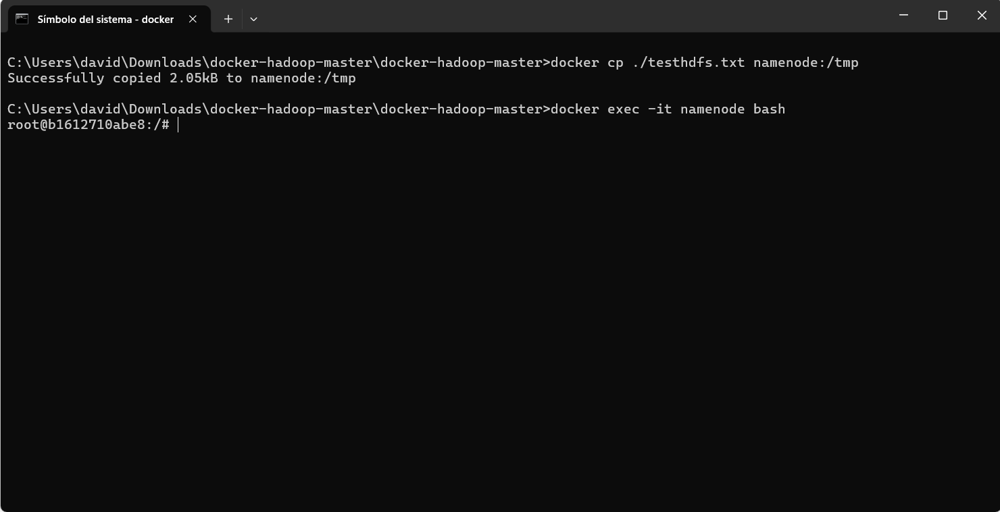 Símbolo del sistema - docker
C:\Users\david\Downloads\docker-hadoop-master\docker-hadoop-master>docker cp ./testhdfs.txt namenode:/tmp
Successfully copied 2.05kB to namenode:/tmp
C:\Users\david\Downloads\docker-hadoop-master\docker-hadoop-master>docker exec -it namenode bash
root@b1612710abe8:/#